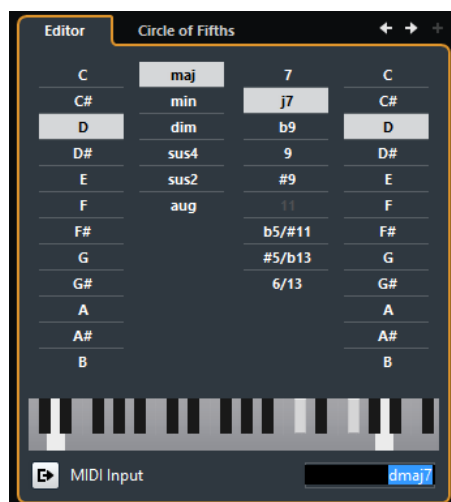 Editor Circle of Fifths
C maj 7 C
C# min j7 C#
D dim b9 D
D# sus4 9 D#
E sus2 #9 E
F aug 11 F
F# b5/#11 F#
G #5/b13 G
G# 6/13 G#
A A
A# A#
B B
MIDI Input dmaj7